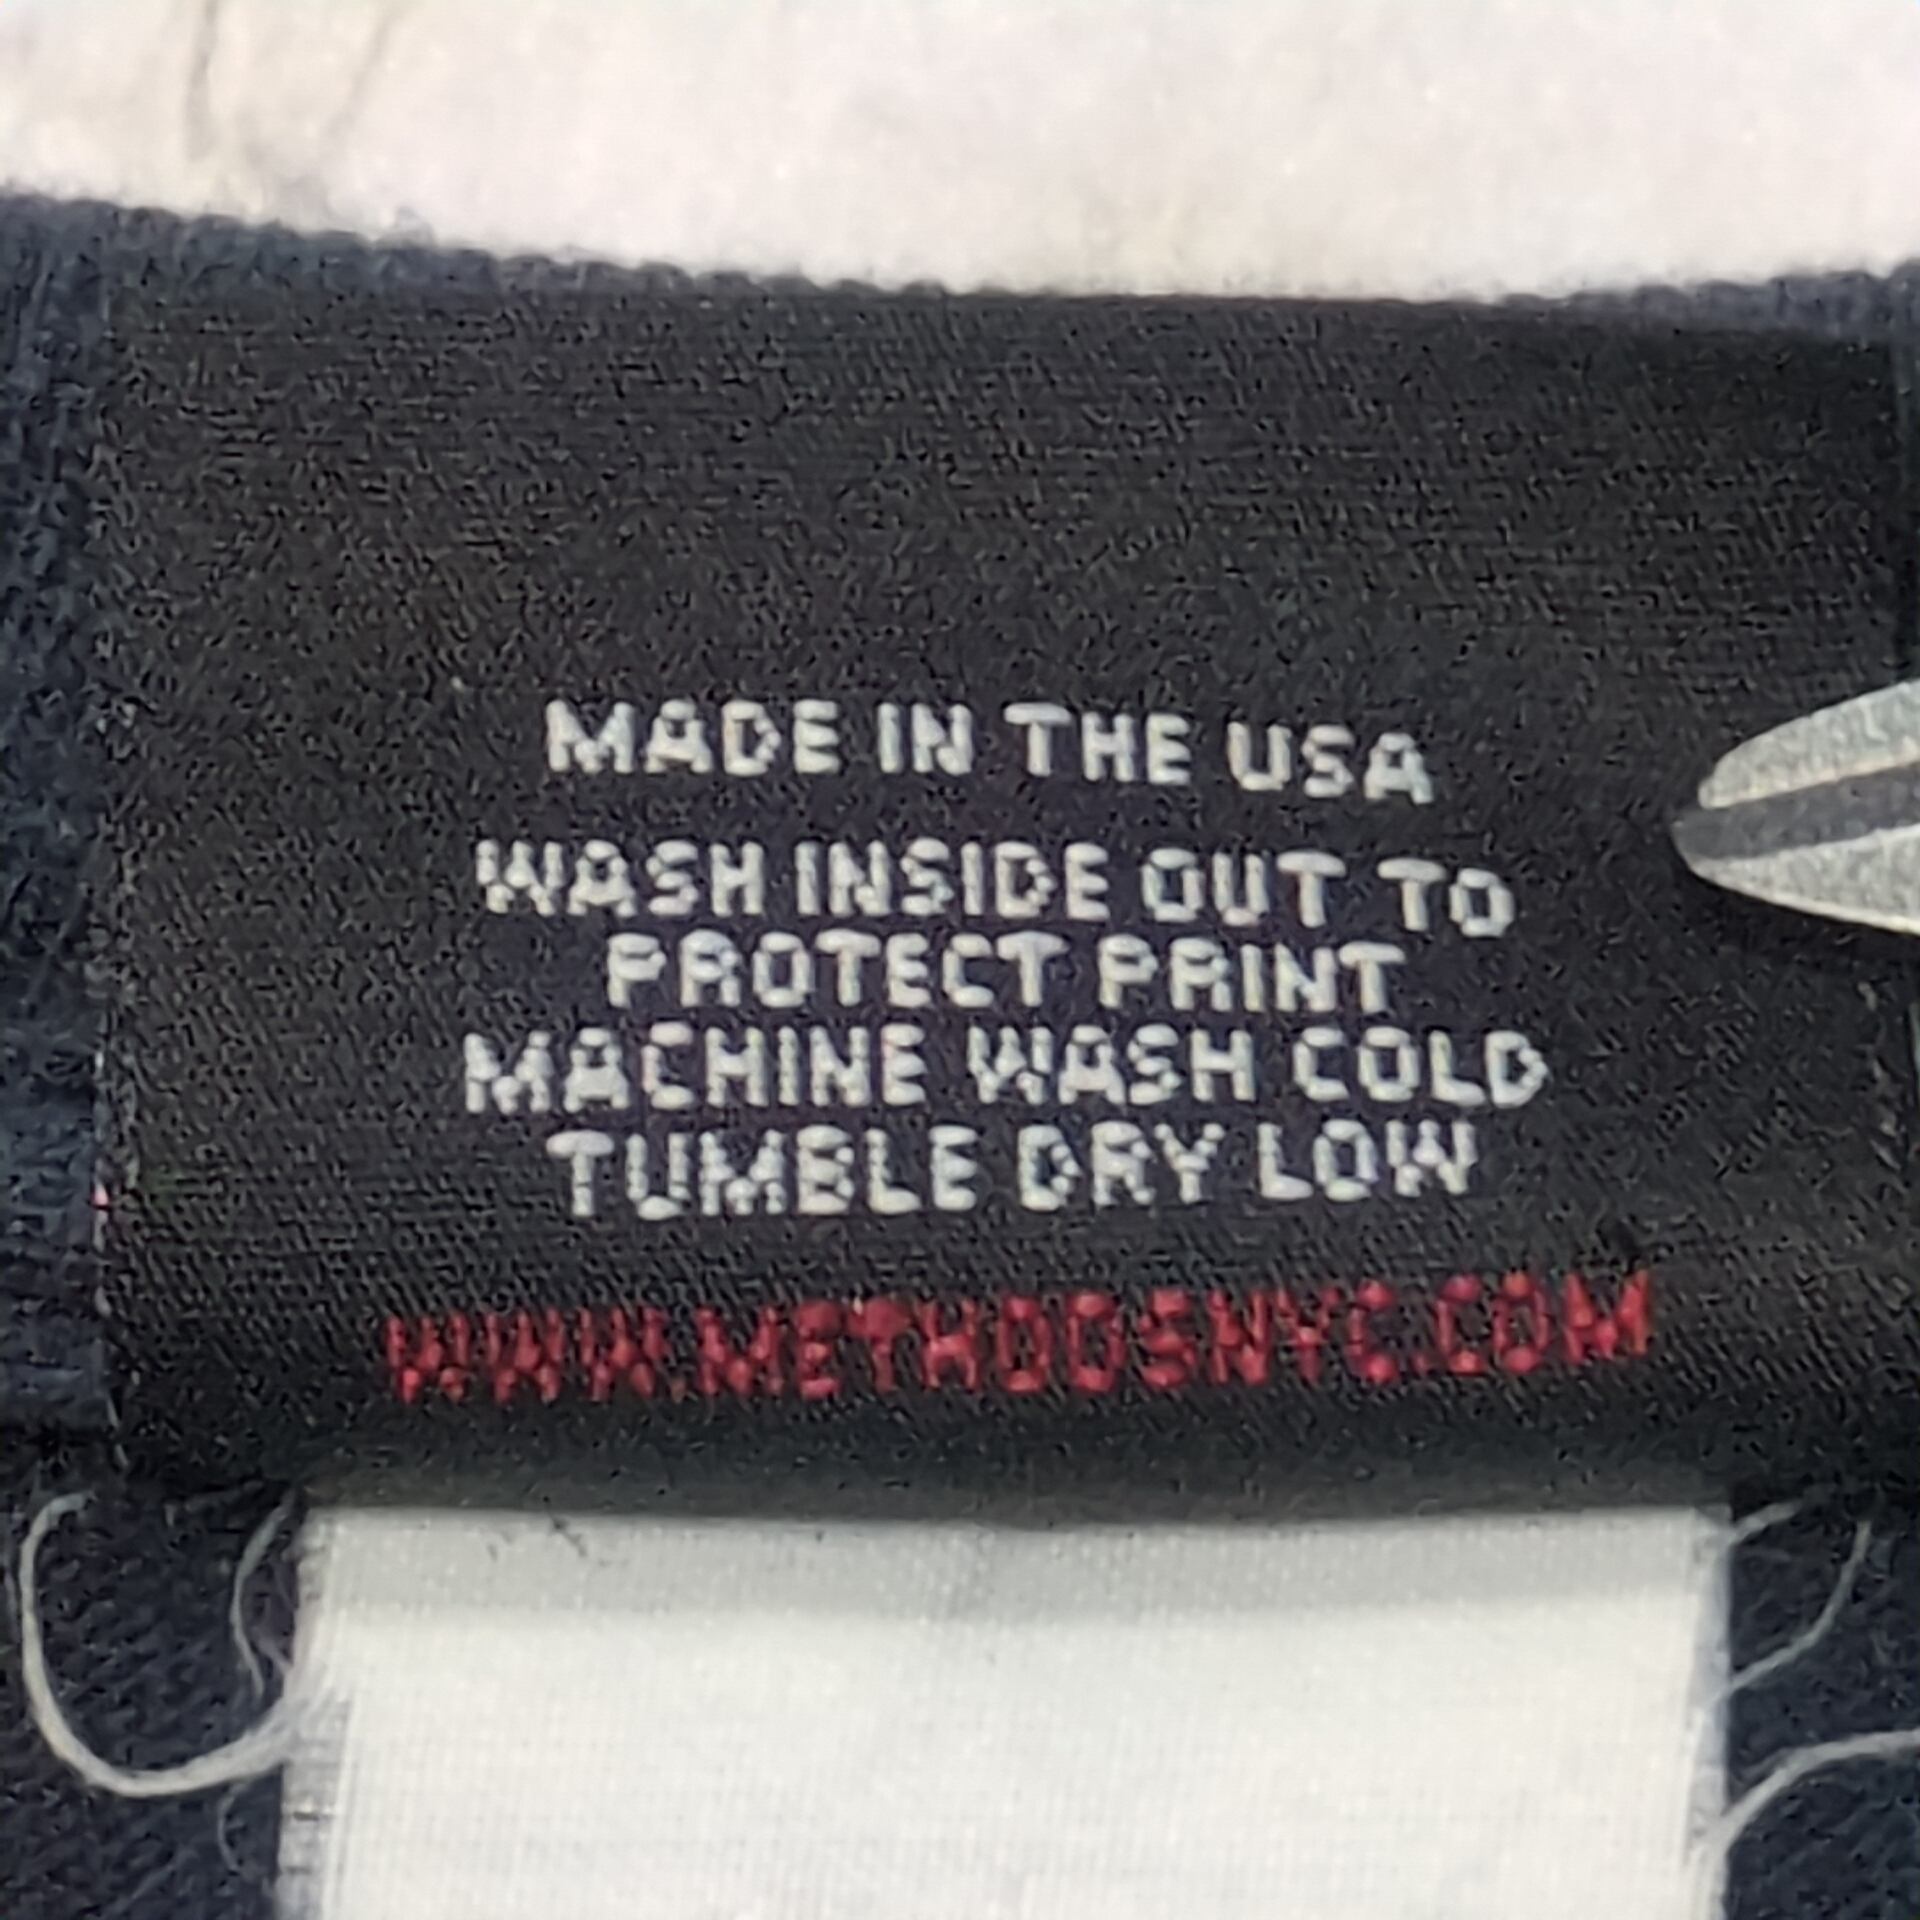 MADE IN THE USA
WASH INSIDE OUT TO
PROTECT PRINT
MACHINE WASH COLD
TUMBLE DRY LOW
WWW.METHODSNYC.COM